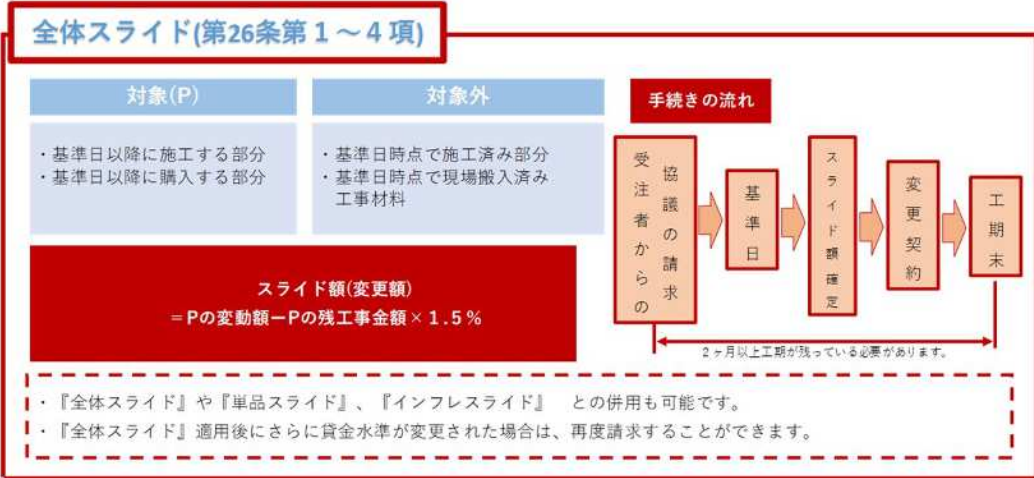 全体スライド(第26条第１～４項)
対象(P)
・基準日以降に施工する部分
・基準日以降に購入する部分
対象外
・基準日時点で施工済み部分
・基準日時点で現場搬入済み
工事材料
スライド額(変更額)
＝Pの変動額ーPの残工事金額×１.５％
手続きの流れ
受注者からの
協議の請求
基準日
スライド額確定
変更契約
工期末
２ヶ月以上工期が残っている必要があります。
・『全体スライド』や『単品スライド』、『インフレスライド』　との併用も可能です。
・『全体スライド』適用後にさらに賃金水準が変更された場合は、再度請求することができます。